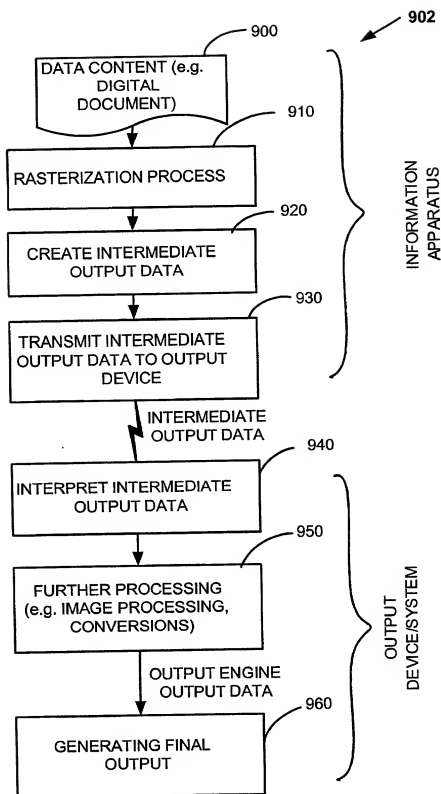 900
902
DATA CONTENT (e.g.
DIGITAL
DOCUMENT)
910
RASTERIZATION PROCESS
920
CREATE INTERMEDIATE
OUTPUT DATA
930
TRANSMIT INTERMEDIATE
OUTPUT DATA TO OUTPUT
DEVICE
INFORMATION
APPARATUS
INTERMEDIATE
OUTPUT DATA
940
INTERPRET INTERMEDIATE
OUTPUT DATA
950
FURTHER PROCESSING
(e.g. IMAGE PROCESSING,
CONVERSIONS)
OUTPUT ENGINE
OUTPUT DATA
960
GENERATING FINAL
OUTPUT
OUTPUT
DEVICE/SYSTEM